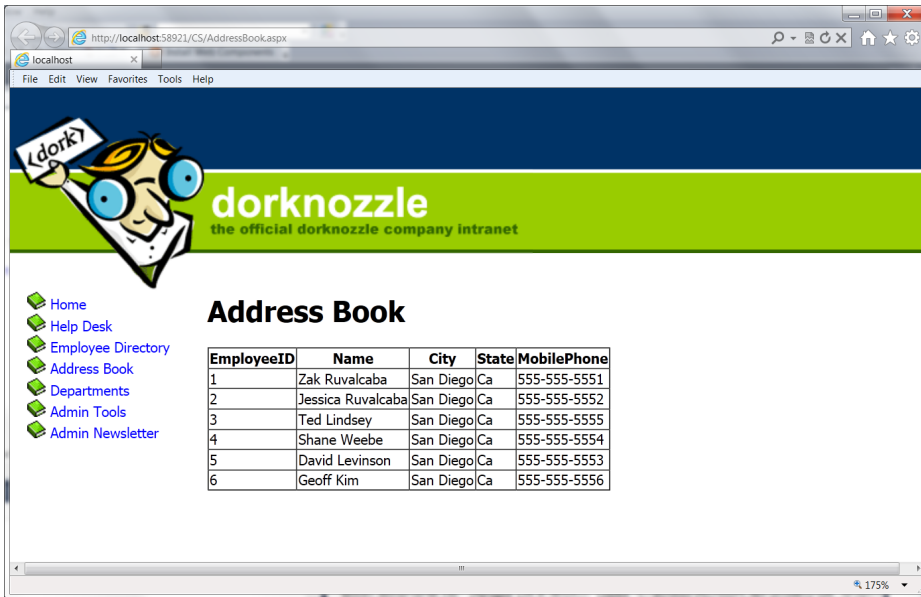 http://localhost:58921/CS/AddressBook.aspx
localhost
File Edit View Favorites Tools Help
<dork>
dorknozzle
the official dorknozzle company intranet
Home
Help Desk
Employee Directory
Address Book
Departments
Admin Tools
Admin Newsletter
Address Book
EmployeeID Name City State MobilePhone
1 Zak Ruvalcaba San Diego Ca 555-555-5551
2 Jessica Ruvalcaba San Diego Ca 555-555-5552
3 Ted Lindsey San Diego Ca 555-555-5555
4 Shane Weebe San Diego Ca 555-555-5554
5 David Levinson San Diego Ca 555-555-5553
6 Geoff Kim San Diego Ca 555-555-5556
175%